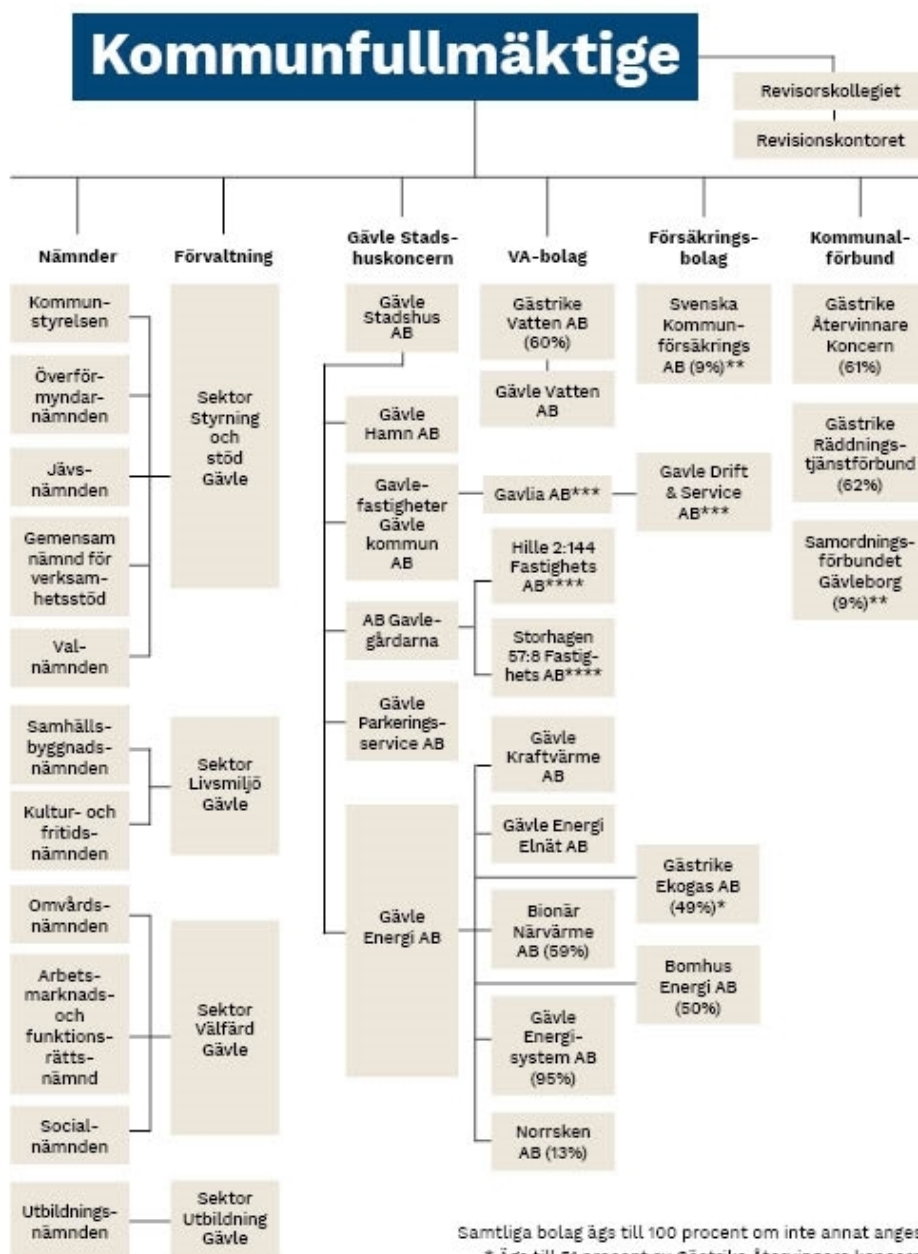 Kommunfullmäktige
Revisorskollegiet
Revisionskontoret
Nämnder
Förvaltning
Gävle Stads-
huskoncern
VA-bolag
Försäkrings-
bolag
Kommunal-
förbund
Kommun-
styrelsen
Överför-
myndar-
nämnden
Jävs-
nämnden
Gemensam
nämnd för
verksam-
hetsstöd
Val-
nämnden
Samhälls-
byggnads-
nämnden
Kultur- och
fritids-
nämnden
Omvårds-
nämnden
Arbets-
marknads-
och
funktions-
rätts-
nämnd
Social-
nämnden
Utbildnings-
nämnden
Sektor
Styrning
och
stöd
Gävle
Sektor
Livsmiljö
Gävle
Sektor
Välfärd
Gävle
Sektor
Utbildning
Gävle
Gävle
Stadshus
AB
Gävle
Hamn AB
Gavle-
fastigheter
Gävle
kommun
AB
AB Gavle-
gårdarna
Gävle
Parkerings-
service AB
Gävle
Energi AB
Gästrike
Vatten AB
(60%)
Gävle Vatten
AB
Gavlia AB***
Hille 2:144
Fastighets
AB****
Storhagen
57:8 Fastig-
hets AB****
Gävle
Kraftvärme
AB
Gävle Energi
Elnät AB
Bionär
Närvärme
AB (59%)
Gävle
Energi-
system AB
(95%)
Norrsken
AB (13%)
Svenska
Kommun-
försäkrings
AB (9%)**
Gavle Drift
& Service
AB***
Gästrike
Ekogas AB
(49%)*
Bomhus
Energi AB
(50%)
Gästrike
Återvinnare
Koncern
(61%)
Gästrike
Räddnings-
tjänstförbund
(62%)
Samordnings-
förbundet
Gävleborg
(9%)**
Samtliga bolag ägs till 100 procent om inte annat anges